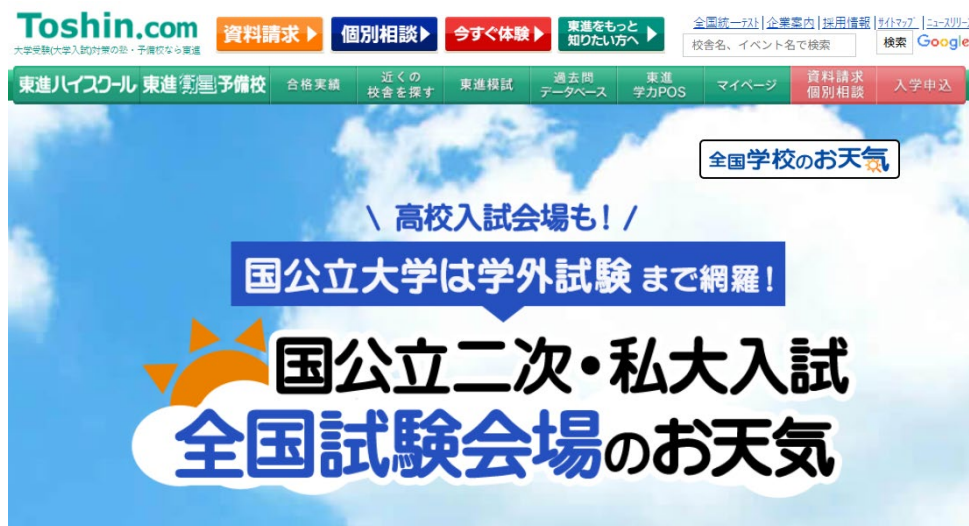 Toshin.com
大学受験(大学入試)対策の塾・予備校なら東進
資料請求
個別相談
今すぐ体験
東進をもっと
知りたい方へ
全国統一テスト|企業案内|採用情報|サイトマップ|ニュースリリース
校舎名、イベント名で検索
検索 Google
東進ハイスクール 東進衛星予備校
合格実績
近くの
校舎を探す
東進模試
過去問
データベース
東進
学力POS
マイページ
資料請求
個別相談
入学申込
全国学校のお天気
\ 高校入試会場も! /
国公立大学は学外試験まで網羅!
国公立二次・私大入試
全国試験会場のお天気